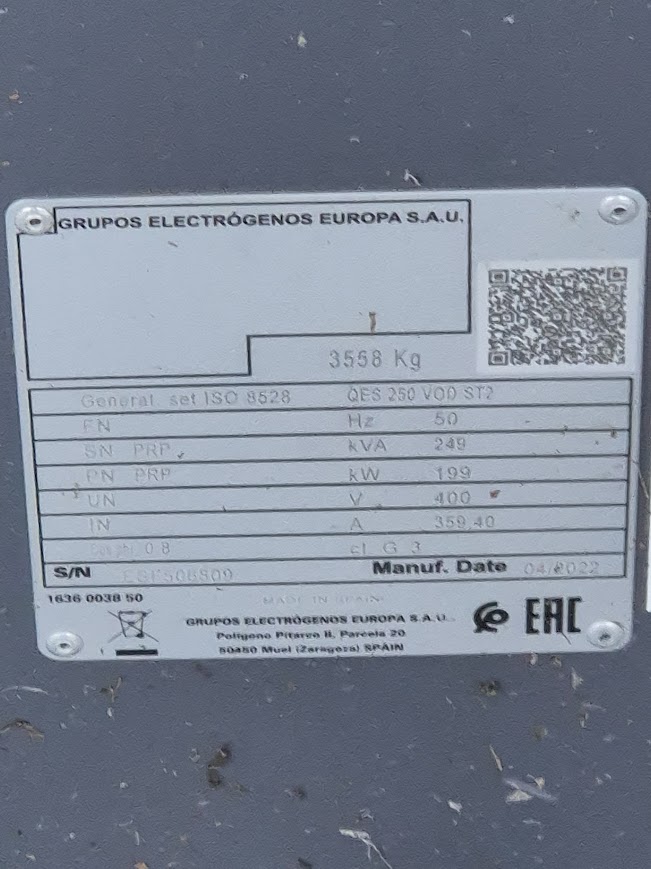 GRUPOS ELECTRÓGENOS EUROPA S.A.U.
3558 Kg
General set ISO 8528 QES 250 VOD ST2
FN Hz 50
SN PRP kVA 249
PN PRP kW 199
UN V 400
IN A 359,40
0.8 cl G 3
S/N Manuf. Date 04/2022
1636 0038 50 MADE IN SPAIN
GRUPOS ELECTRÓGENOS EUROPA S.A.U.
Polígono Pitarco II, Parcela 20
50450 Muel (Zaragoza) SPAIN
EAC